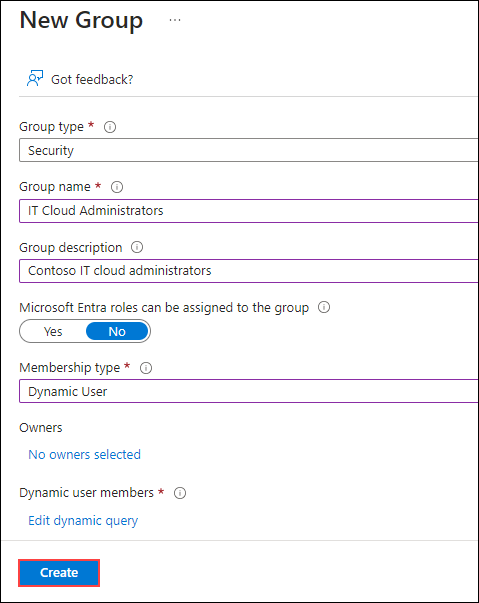 New Group ...
Got feedback?
Group type *
Security
Group name *
IT Cloud Administrators
Group description
Contoso IT cloud administrators
Microsoft Entra roles can be assigned to the group
Yes No
Membership type *
Dynamic User
Owners
No owners selected
Dynamic user members *
Edit dynamic query
Create